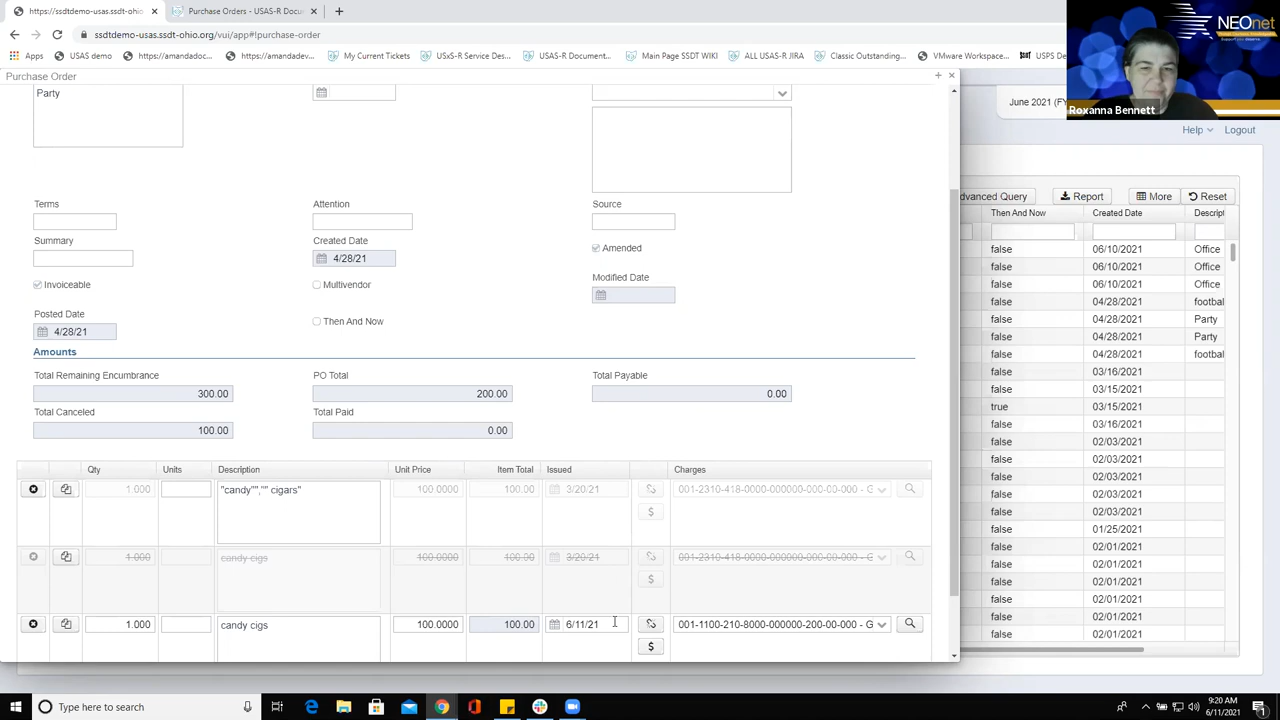 https://ssdtdemo-usas.ssdt-ohio
Purchase Orders - USAS-R Docu
ssdtdemo-usas.ssdt-ohio.org/vui/app#!purchase-order
Apps
USAS demo
https://amandadoc...
https://amandadev...
My Current Tickets
USxS-R Service Des...
USAS-R Document...
Main Page SSDT WIKI
ALL USAS-R JIRA
Classic Outstanding...
VMware Workspace...
USPS De
NEOnet
Roxanna Bennett
June 2021 (FY
Help
Logout
Purchase Order
Party
Terms
Attention
Source
Summary
Created Date
4/28/21
Amended
Invoiceable
Multivendor
Modified Date
Posted Date
4/28/21
Then And Now
Amounts
Total Remaining Encumbrance
PO Total
Total Payable
300.00
200.00
0.00
Total Canceled
Total Paid
100.00
0.00
Qty Units Description Unit Price Item Total Issued Charges
1.000 "candy"","" cigars" 100.0000 100.00 3/20/21 001-2310-418-0000-000000-000-00-000 - G
1.000 candy cigs 100.0000 100.00 3/20/21 001-2310-418-0000-000000-000-00-000 - G
1.000 candy cigs 100.0000 100.00 6/11/21 001-1100-210-8000-000000-200-00-000 - G
$
$
$
dvanced Query
Report
More
Reset
Then And Now Created Date Descript
false 06/10/2021 Office
false 06/10/2021 Office
false 06/10/2021 Office
false 04/28/2021 footbal
false 04/28/2021 Party
false 04/28/2021 Party
false 04/28/2021 footbal
false 03/16/2021
false 03/15/2021
true 03/15/2021
false 03/16/2021
false 02/03/2021
false 02/03/2021
false 02/03/2021
false 02/03/2021
false 02/03/2021
false 01/25/2021
false 02/01/2021
false 02/01/2021
false 02/01/2021
false 02/01/2021
false 02/01/2021
false 02/01/2021
Type here to search
9:20 AM
6/11/2021
1